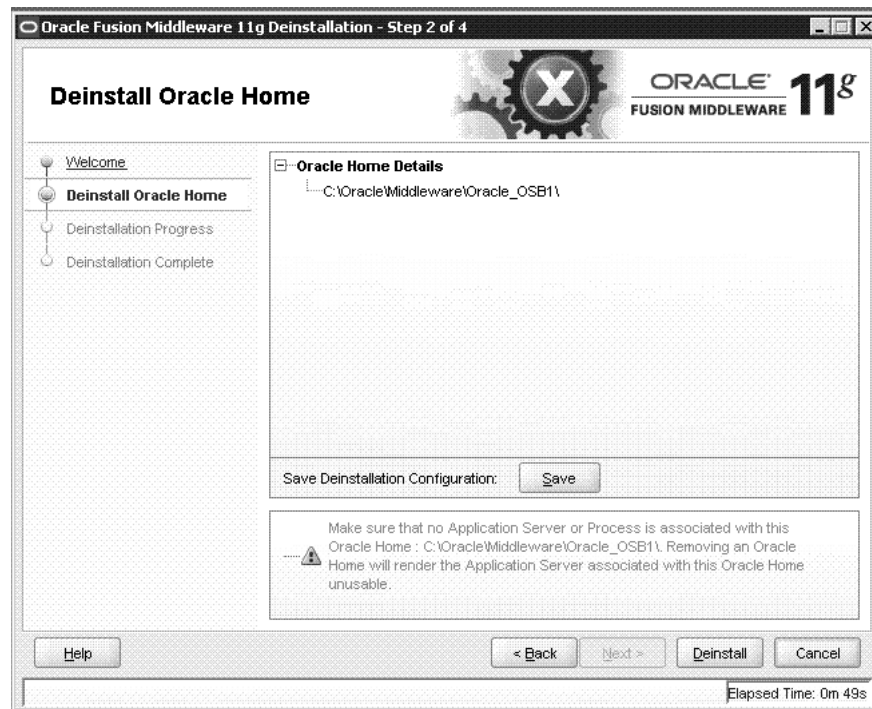 Oracle Fusion Middleware 11g Deinstallation - Step 2 of 4
Deinstall Oracle Home
ORACLE
FUSION MIDDLEWARE
11g
Welcome
Deinstall Oracle Home
Deinstallation Progress
Deinstallation Complete
Oracle Home Details
C:\Oracle\Middleware\Oracle_OSB1\
Save Deinstallation Configuration:
Save
Make sure that no Application Server or Process is associated with this
Oracle Home : C:\Oracle\Middleware\Oracle_OSB1\. Removing an Oracle
Home will render the Application Server associated with this Oracle Home
unusable.
Help
< Back
Next >
Deinstall
Cancel
Elapsed Time: 0m 49s